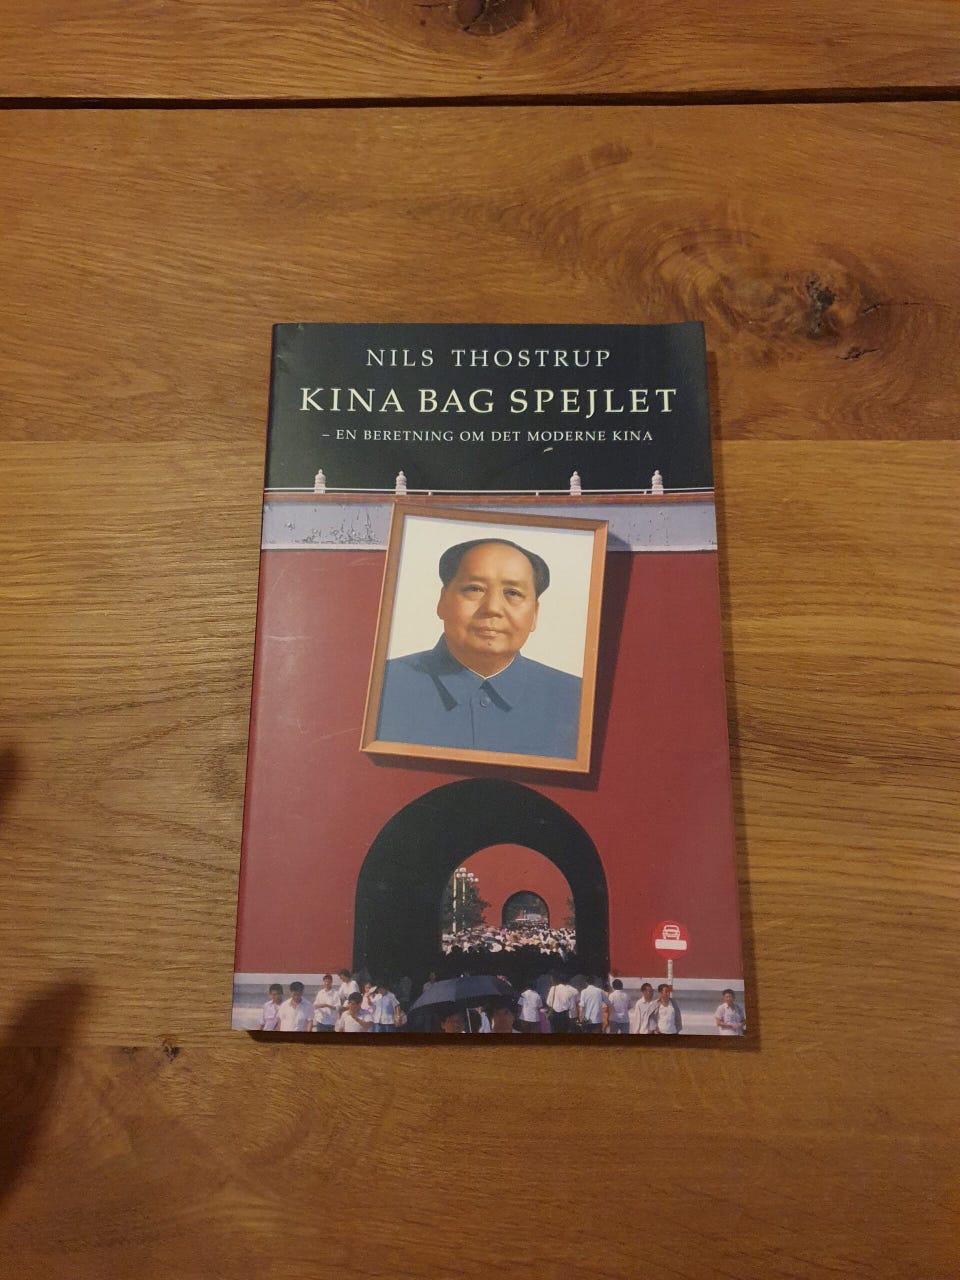 NILS THOSTRUP
KINA BAG SPEJLET
– EN BERETNING OM DET MODERNE KINA